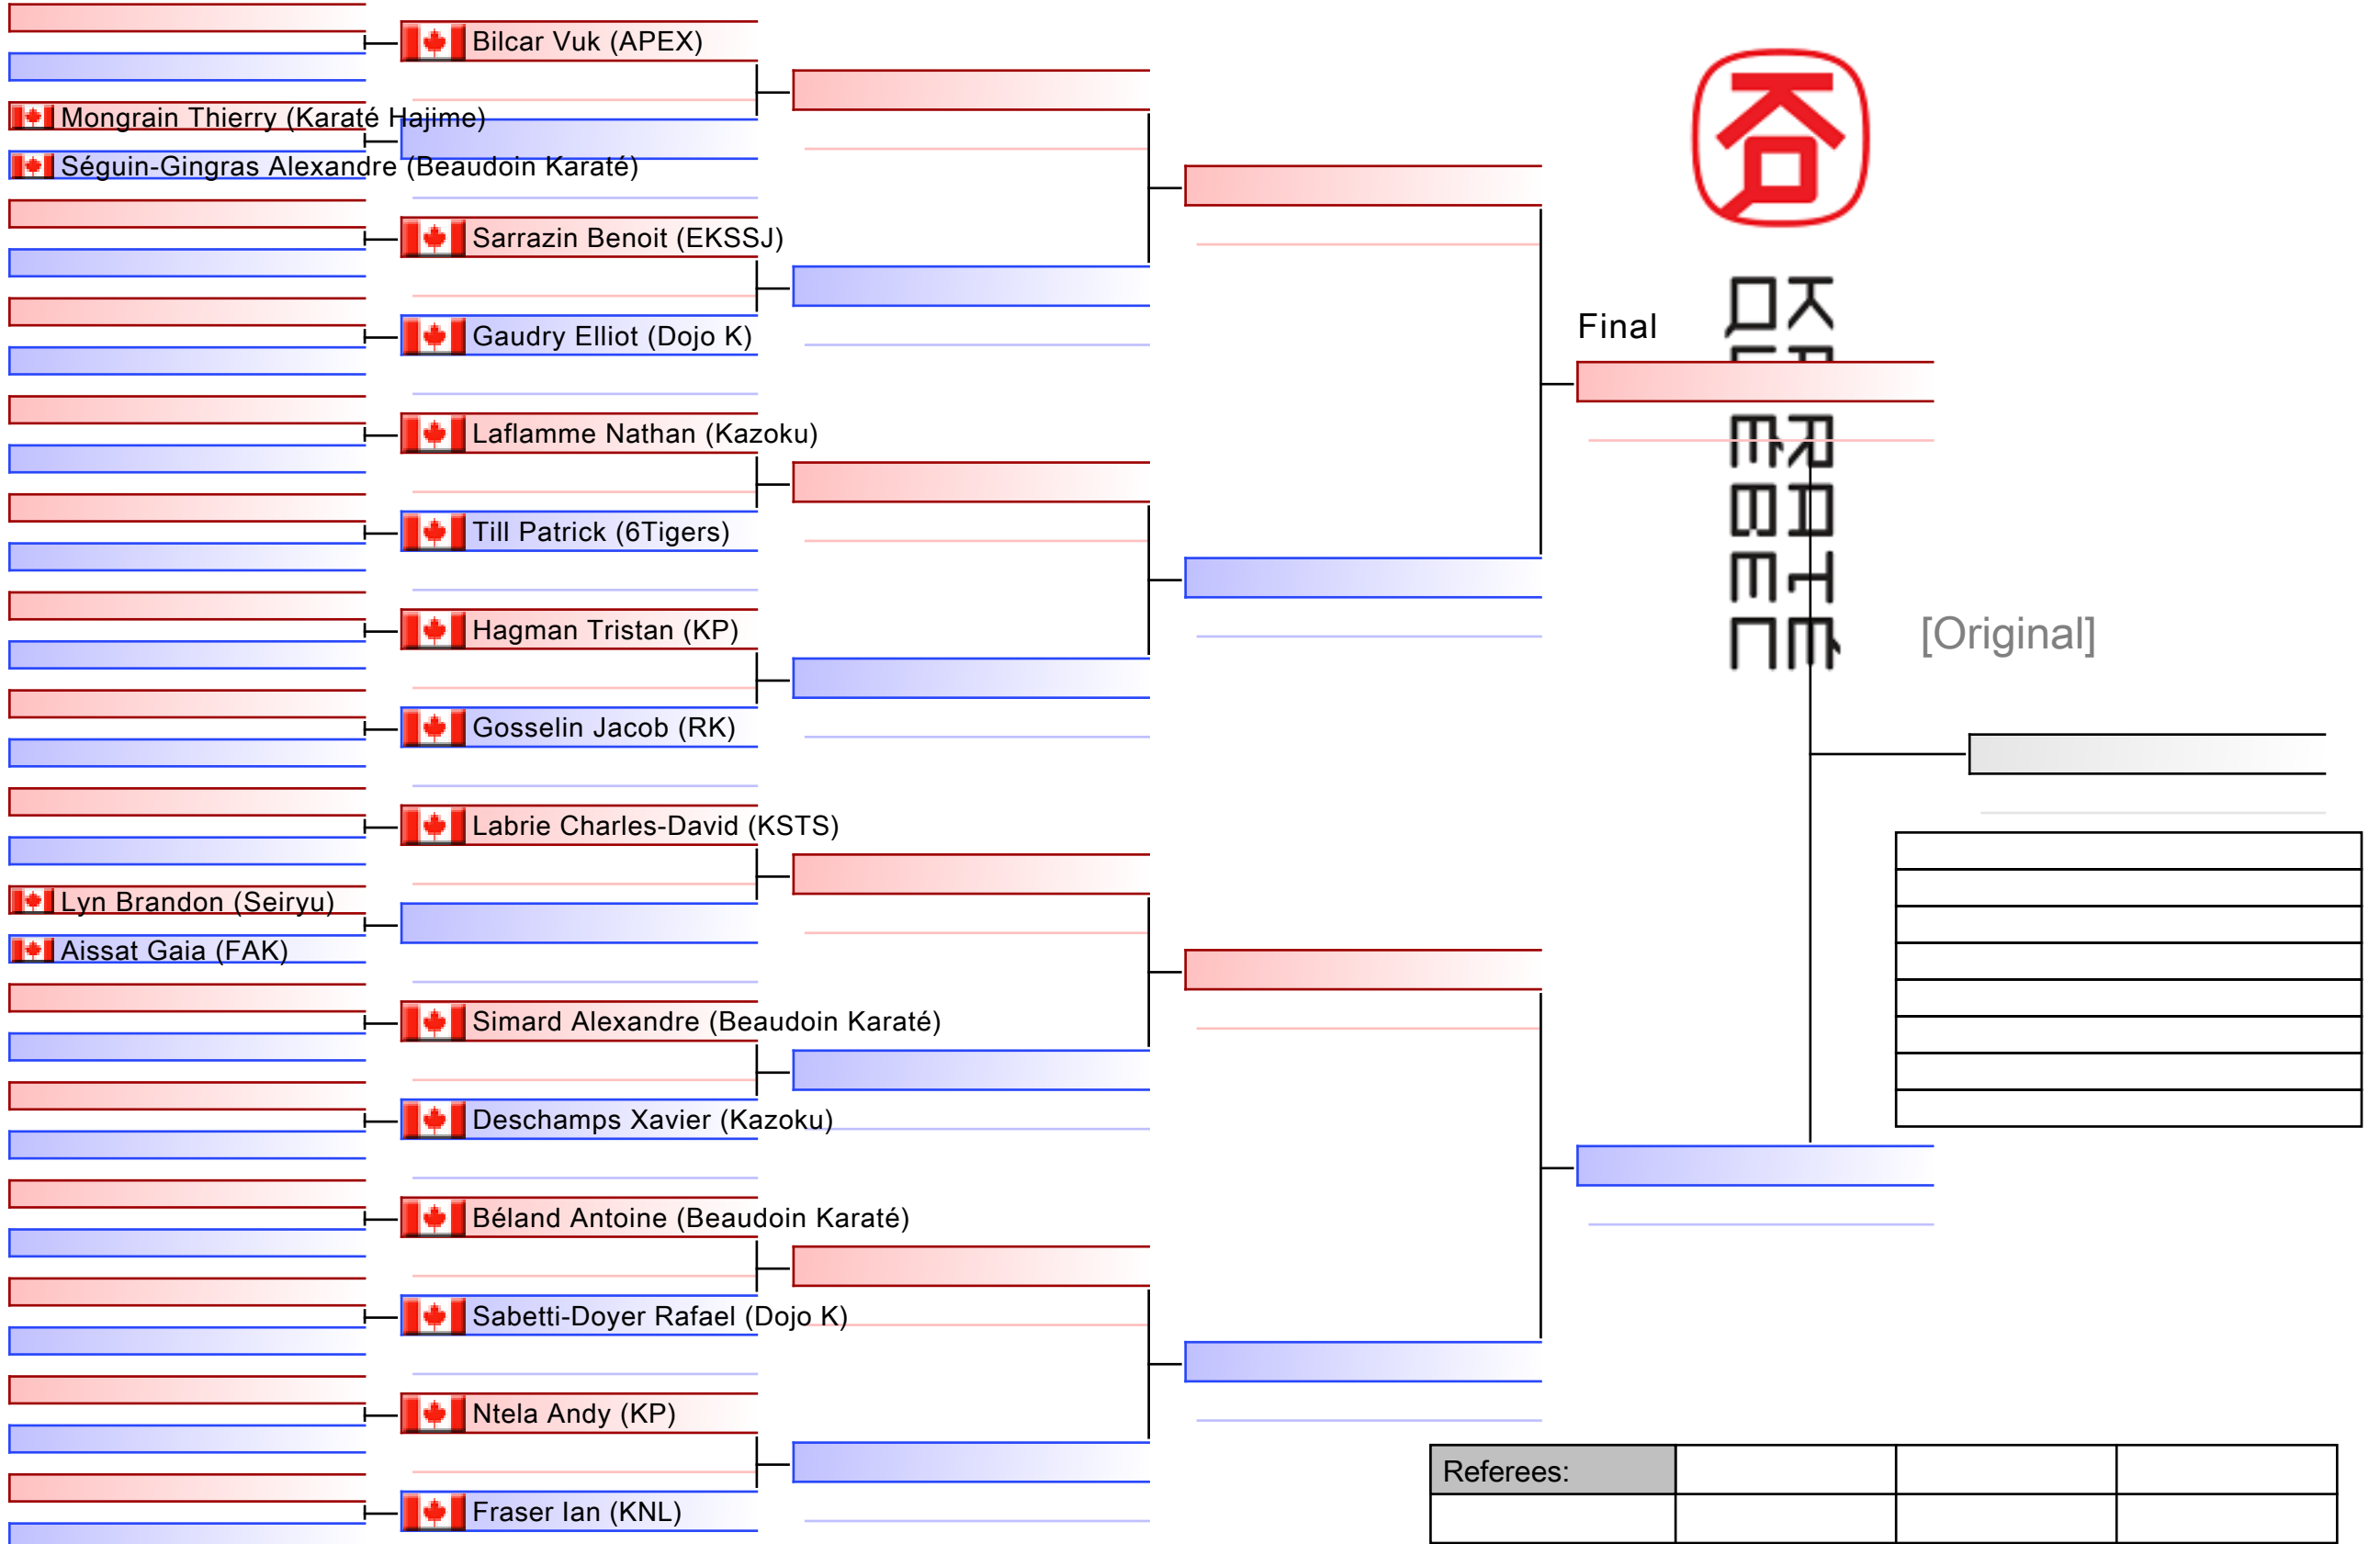 Bilcar Vuk (APEX)
Mongrain Thierry (Karaté Hajime)
Séguin-Gingras Alexandre (Beaudoin Karaté)
Sarrazin Benoit (EKSSJ)
Gaudry Elliot (Dojo K)
Laflamme Nathan (Kazoku)
Till Patrick (6Tigers)
Hagman Tristan (KP)
Gosselin Jacob (RK)
Labrie Charles-David (KSTS)
Lyn Brandon (Seiryu)
Aissat Gaia (FAK)
Simard Alexandre (Beaudoin Karaté)
Deschamps Xavier (Kazoku)
Béland Antoine (Beaudoin Karaté)
Sabetti-Doyer Rafael (Dojo K)
Ntela Andy (KP)
Fraser Ian (KNL)
Final
KARATÉ
QUÉBEC
[Original]
Referees: